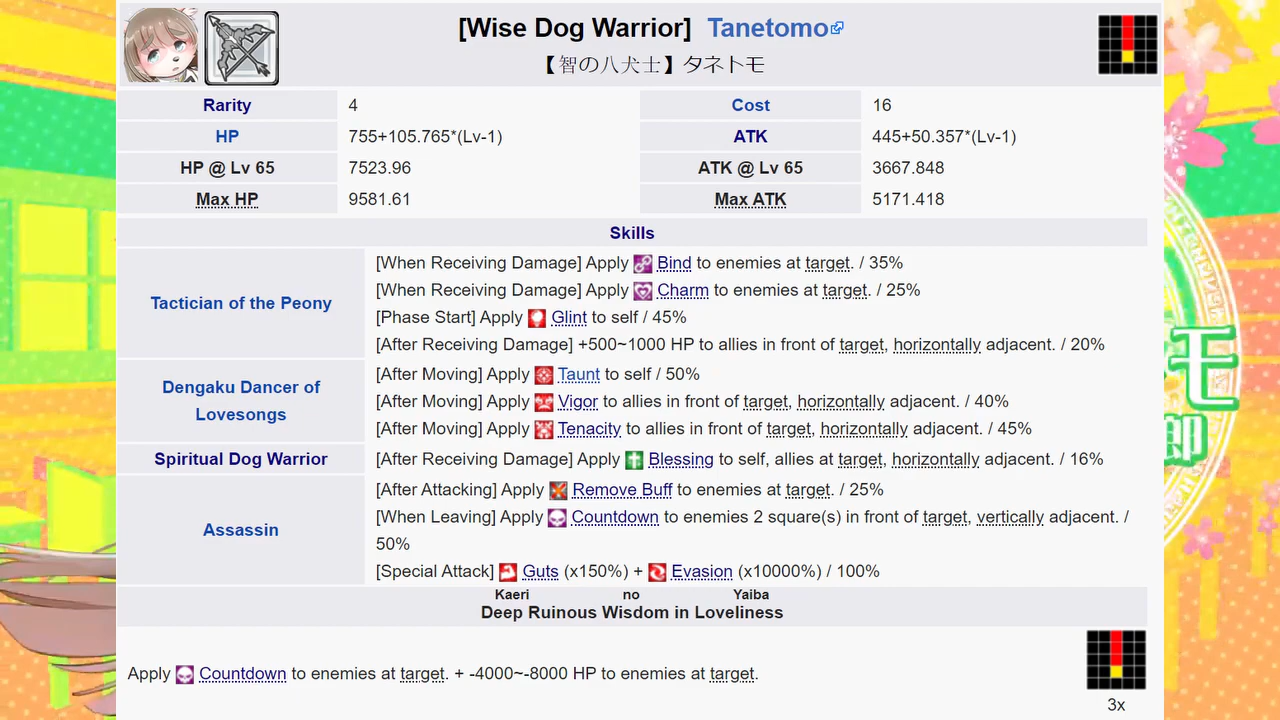 [Wise Dog Warrior] Tanetomo
【智の八犬士】タネトモ
Rarity 4 Cost 16
HP 755+105.765*(Lv-1) ATK 445+50.357*(Lv-1)
HP @ Lv 65 7523.96 ATK @ Lv 65 3667.848
Max HP 9581.61 Max ATK 5171.418
Skills
Tactician of the Peony
[When Receiving Damage] Apply Bind to enemies at target. / 35%
[When Receiving Damage] Apply Charm to enemies at target. / 25%
[Phase Start] Apply Glint to self / 45%
[After Receiving Damage] +500~1000 HP to allies in front of target, horizontally adjacent. / 20%
Dengaku Dancer of
Lovesongs
[After Moving] Apply Taunt to self / 50%
[After Moving] Apply Vigor to allies in front of target, horizontally adjacent. / 40%
[After Moving] Apply Tenacity to allies in front of target, horizontally adjacent. / 45%
Spiritual Dog Warrior [After Receiving Damage] Apply Blessing to self, allies at target, horizontally adjacent. / 16%
Assassin
[After Attacking] Apply Remove Buff to enemies at target. / 25%
[When Leaving] Apply Countdown to enemies 2 square(s) in front of target, vertically adjacent. /
50%
[Special Attack] Guts (x150%) + Evasion (x10000%) / 100%
Kaeri no Yaiba
Deep Ruinous Wisdom in Loveliness
Apply Countdown to enemies at target. + -4000~-8000 HP to enemies at target.
3x
モ
郎